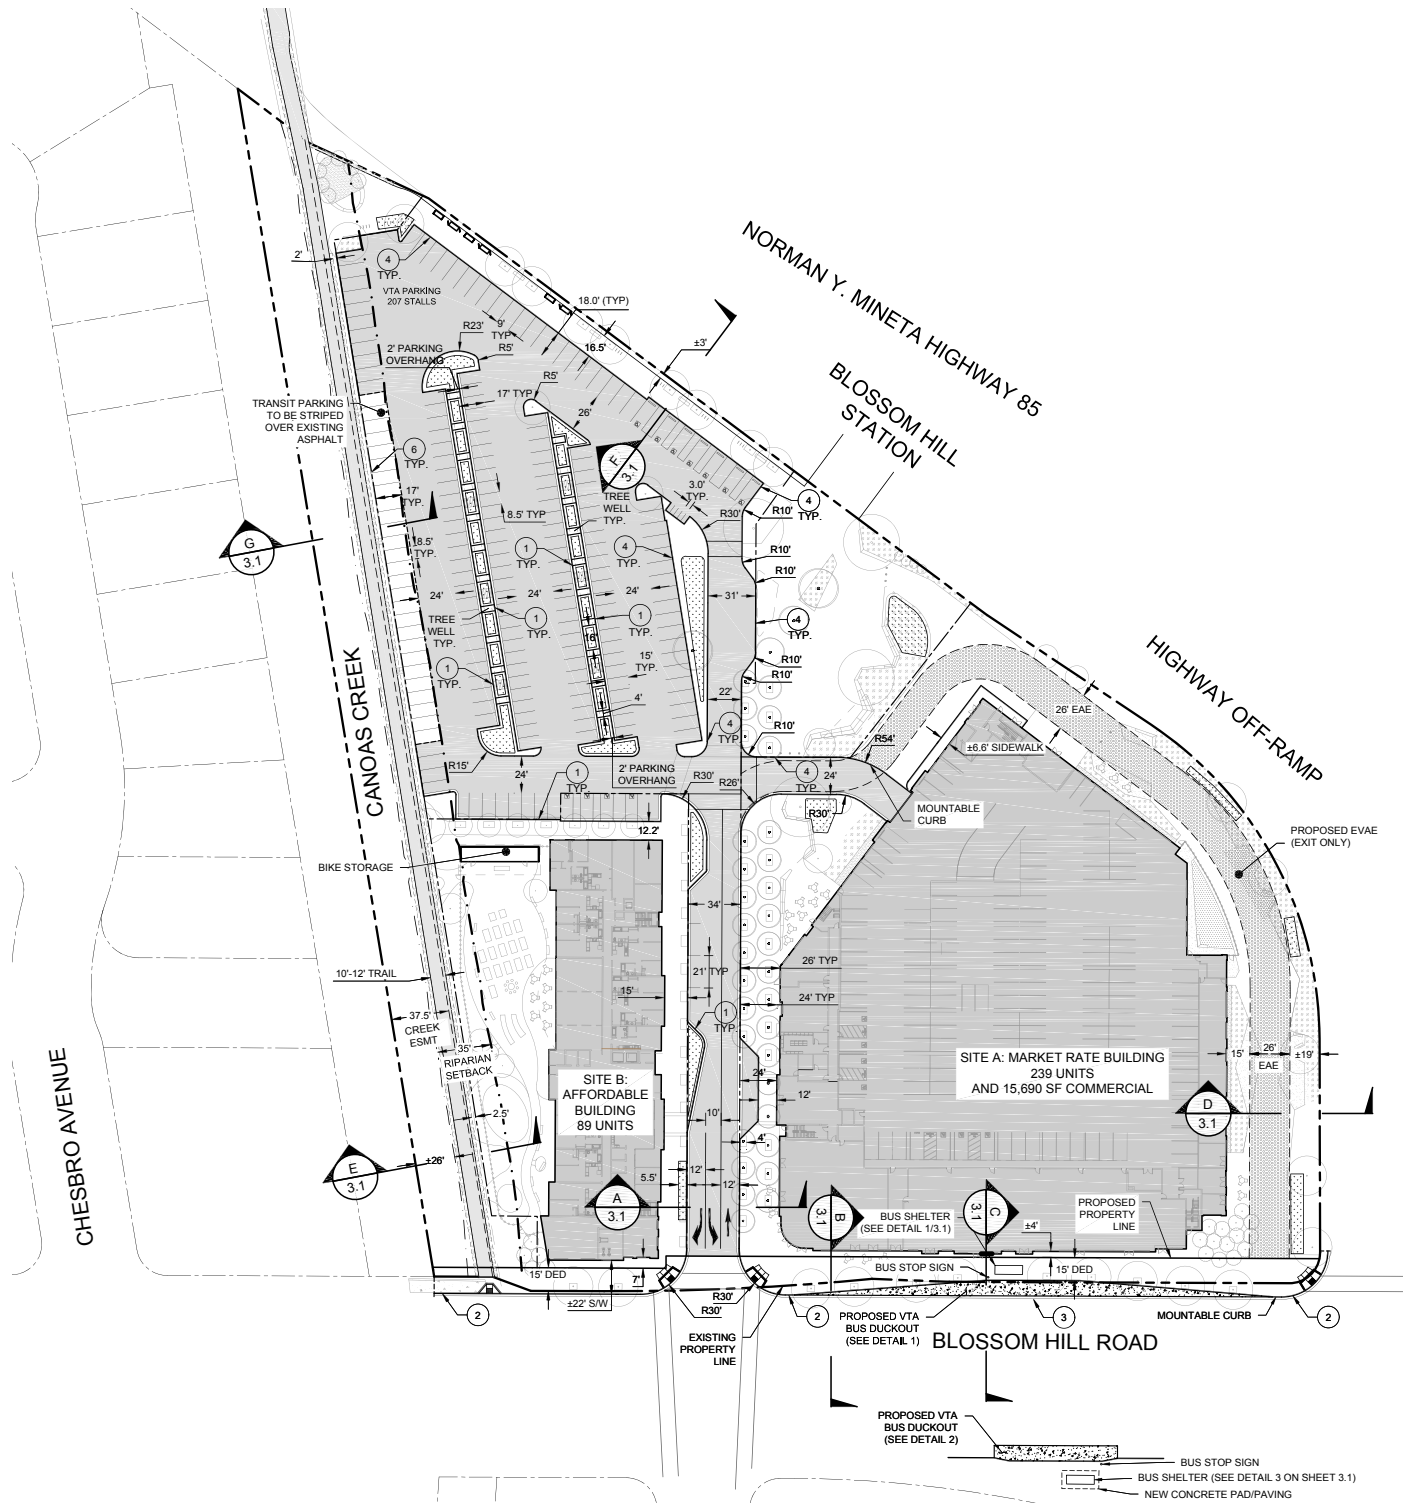 NORMAN Y. MINETA HIGHWAY 85
BLOSSOM HILL
STATION
HIGHWAY OFF-RAMP
CANOAS CREEK
CHESBRO AVENUE
BLOSSOM HILL ROAD
2'
4
TYP.
VTA PARKING
207 STALLS
R23'
9'
TYP
R5'
2' PARKING
OVERHANG
18.0' (TYP)
16.5'
±3'
R5'
17' TYP
26'
TRANSIT PARKING
TO BE STRIPED
OVER EXISTING
ASPHALT
6
TYP.
17'
TYP.
F
3.1
TREE
WELL
TYP.
3.0'
TYP.
4
TYP.
R10'
R30'
8.5' TYP
G
3.1
8.5'
TYP.
1
TYP.
4
TYP.
R10'
R10'
24'
24'
24'
31'
TREE
WELL
TYP.
1
TYP.
1
TYP.
4
TYP.
16'
15'
TYP.
R10'
R10'
1
TYP.
4'
22'
4
TYP.
R10'
R54'
26' EAE
±6.6' SIDEWALK
R15'
24'
1
TYP.
2' PARKING
OVERHANG
R30'
R26'
4
TYP.
24'
R30'
MOUNTABLE
CURB
12.2'
BIKE STORAGE
PROPOSED EVAE
(EXIT ONLY)
34'
10'-12' TRAIL
21' TYP
26' TYP
15'
24' TYP
1
TYP.
37.5'
CREEK
ESMT
35'
RIPARIAN
SETBACK
SITE B:
AFFORDABLE
BUILDING
89 UNITS
SITE A: MARKET RATE BUILDING
239 UNITS
AND 15,690 SF COMMERCIAL
15'
26'
EAE
±19'
24'
12'
2.5'
10'
4'
D
3.1
±26'
E
3.1
5.5'
12'
12'
A
3.1
B
3.1
BUS SHELTER
(SEE DETAIL 1/3.1)
C
3.1
±4'
PROPOSED
PROPERTY
LINE
BUS STOP SIGN
15' DED
15' DED
7'
±22' S/W
R30'
R30'
2
2
3
2
EXISTING
PROPERTY
LINE
PROPOSED VTA
BUS DUCKOUT
(SEE DETAIL 1)
MOUNTABLE CURB
PROPOSED VTA
BUS DUCKOUT
(SEE DETAIL 2)
BUS STOP SIGN
BUS SHELTER (SEE DETAIL 3 ON SHEET 3.1)
NEW CONCRETE PAD/PAVING